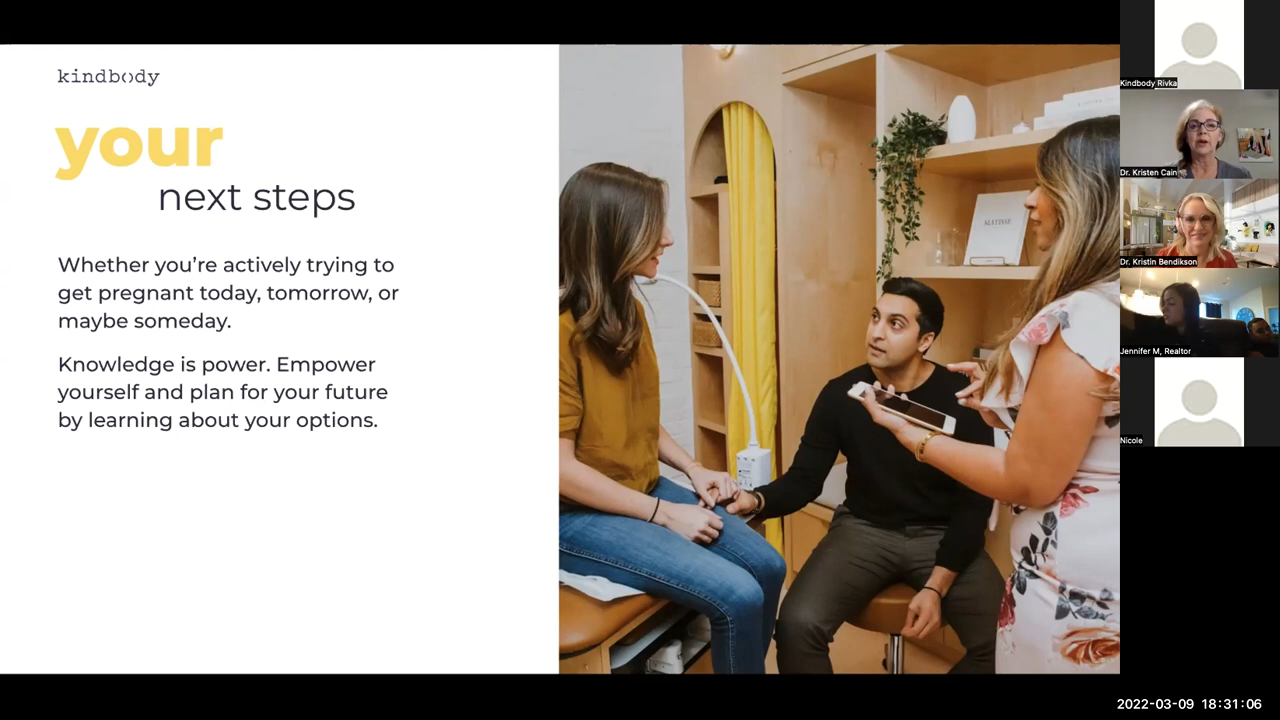 kindbody
your
next steps
Whether you’re actively trying to
get pregnant today, tomorrow, or
maybe someday.
Knowledge is power. Empower
yourself and plan for your future
by learning about your options.
MATISSE
Kindbody Rivka
Dr. Kristen Cain
Dr. Kristin Bendikson
Jennifer M, Realtor
Nicole
2022-03-09 18:31:06